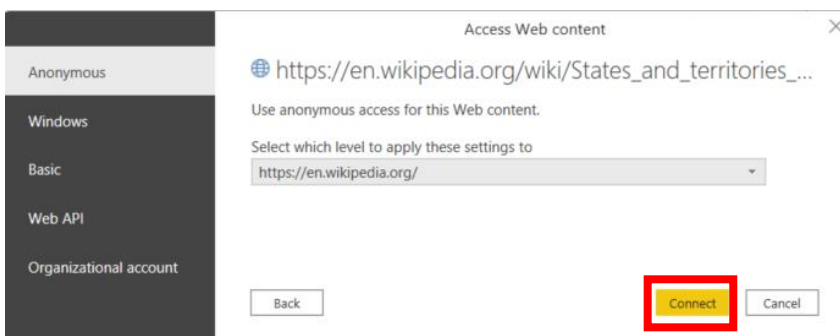 Access Web content
Anonymous
Windows
Basic
Web API
Organizational account
https://en.wikipedia.org/wiki/States_and_territories_...
Use anonymous access for this Web content.
Select which level to apply these settings to
https://en.wikipedia.org/
Back
Connect
Cancel